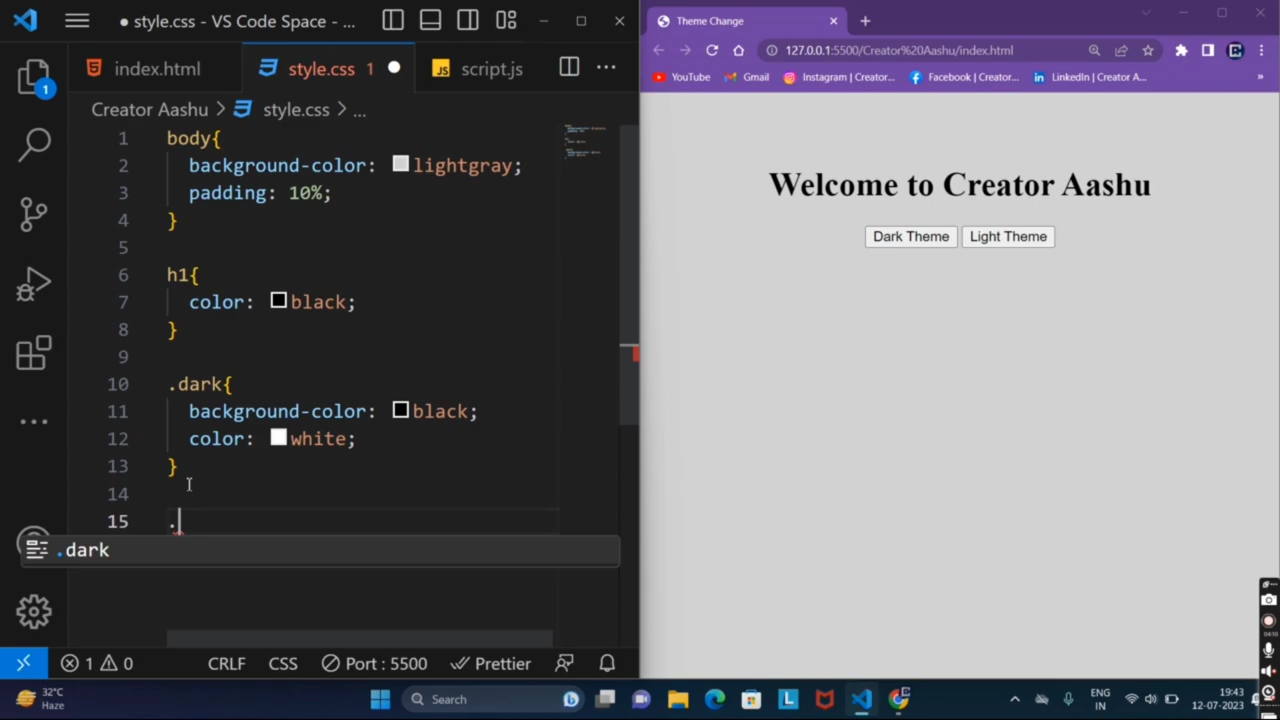 style.css - VS Code Space - ...
index.html
style.css 1
JS script.js
Creator Aashu > style.css > ...
1 body{
2 background-color: lightgray;
3 padding: 10%;
4 }
5
6 h1{
7 color: black;
8 }
9
10 .dark{
11 background-color: black;
12 color: white;
13 }
14
15 .
.dark
1
1 0
CRLF
CSS
Port : 5500
Prettier
Theme Change
127.0.0.1:5500/Creator%20Aashu/index.html
YouTube
Gmail
Instagram | Creator...
Facebook | Creator...
LinkedIn | Creator A...
»
Welcome to Creator Aashu
Dark Theme Light Theme
32°C
Haze
Search
ENG
IN
19:43
12-07-2023